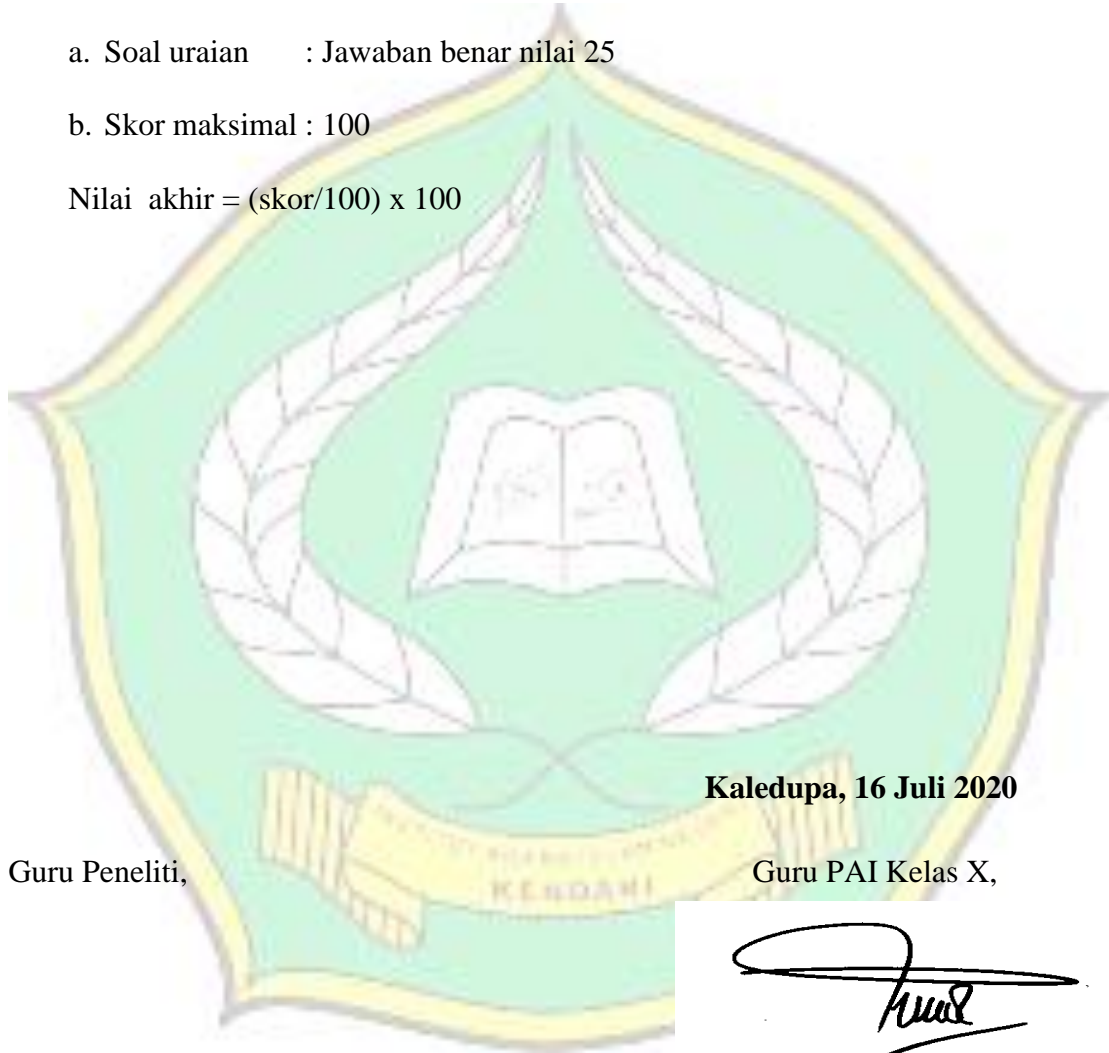 a. Soal uraian : Jawaban benar nilai 25
b. Skor maksimal : 100
Nilai akhir = (skor/100) x 100
Kaledupa, 16 Juli 2020
KENDARI
Guru Peneliti,
Guru PAI Kelas X,